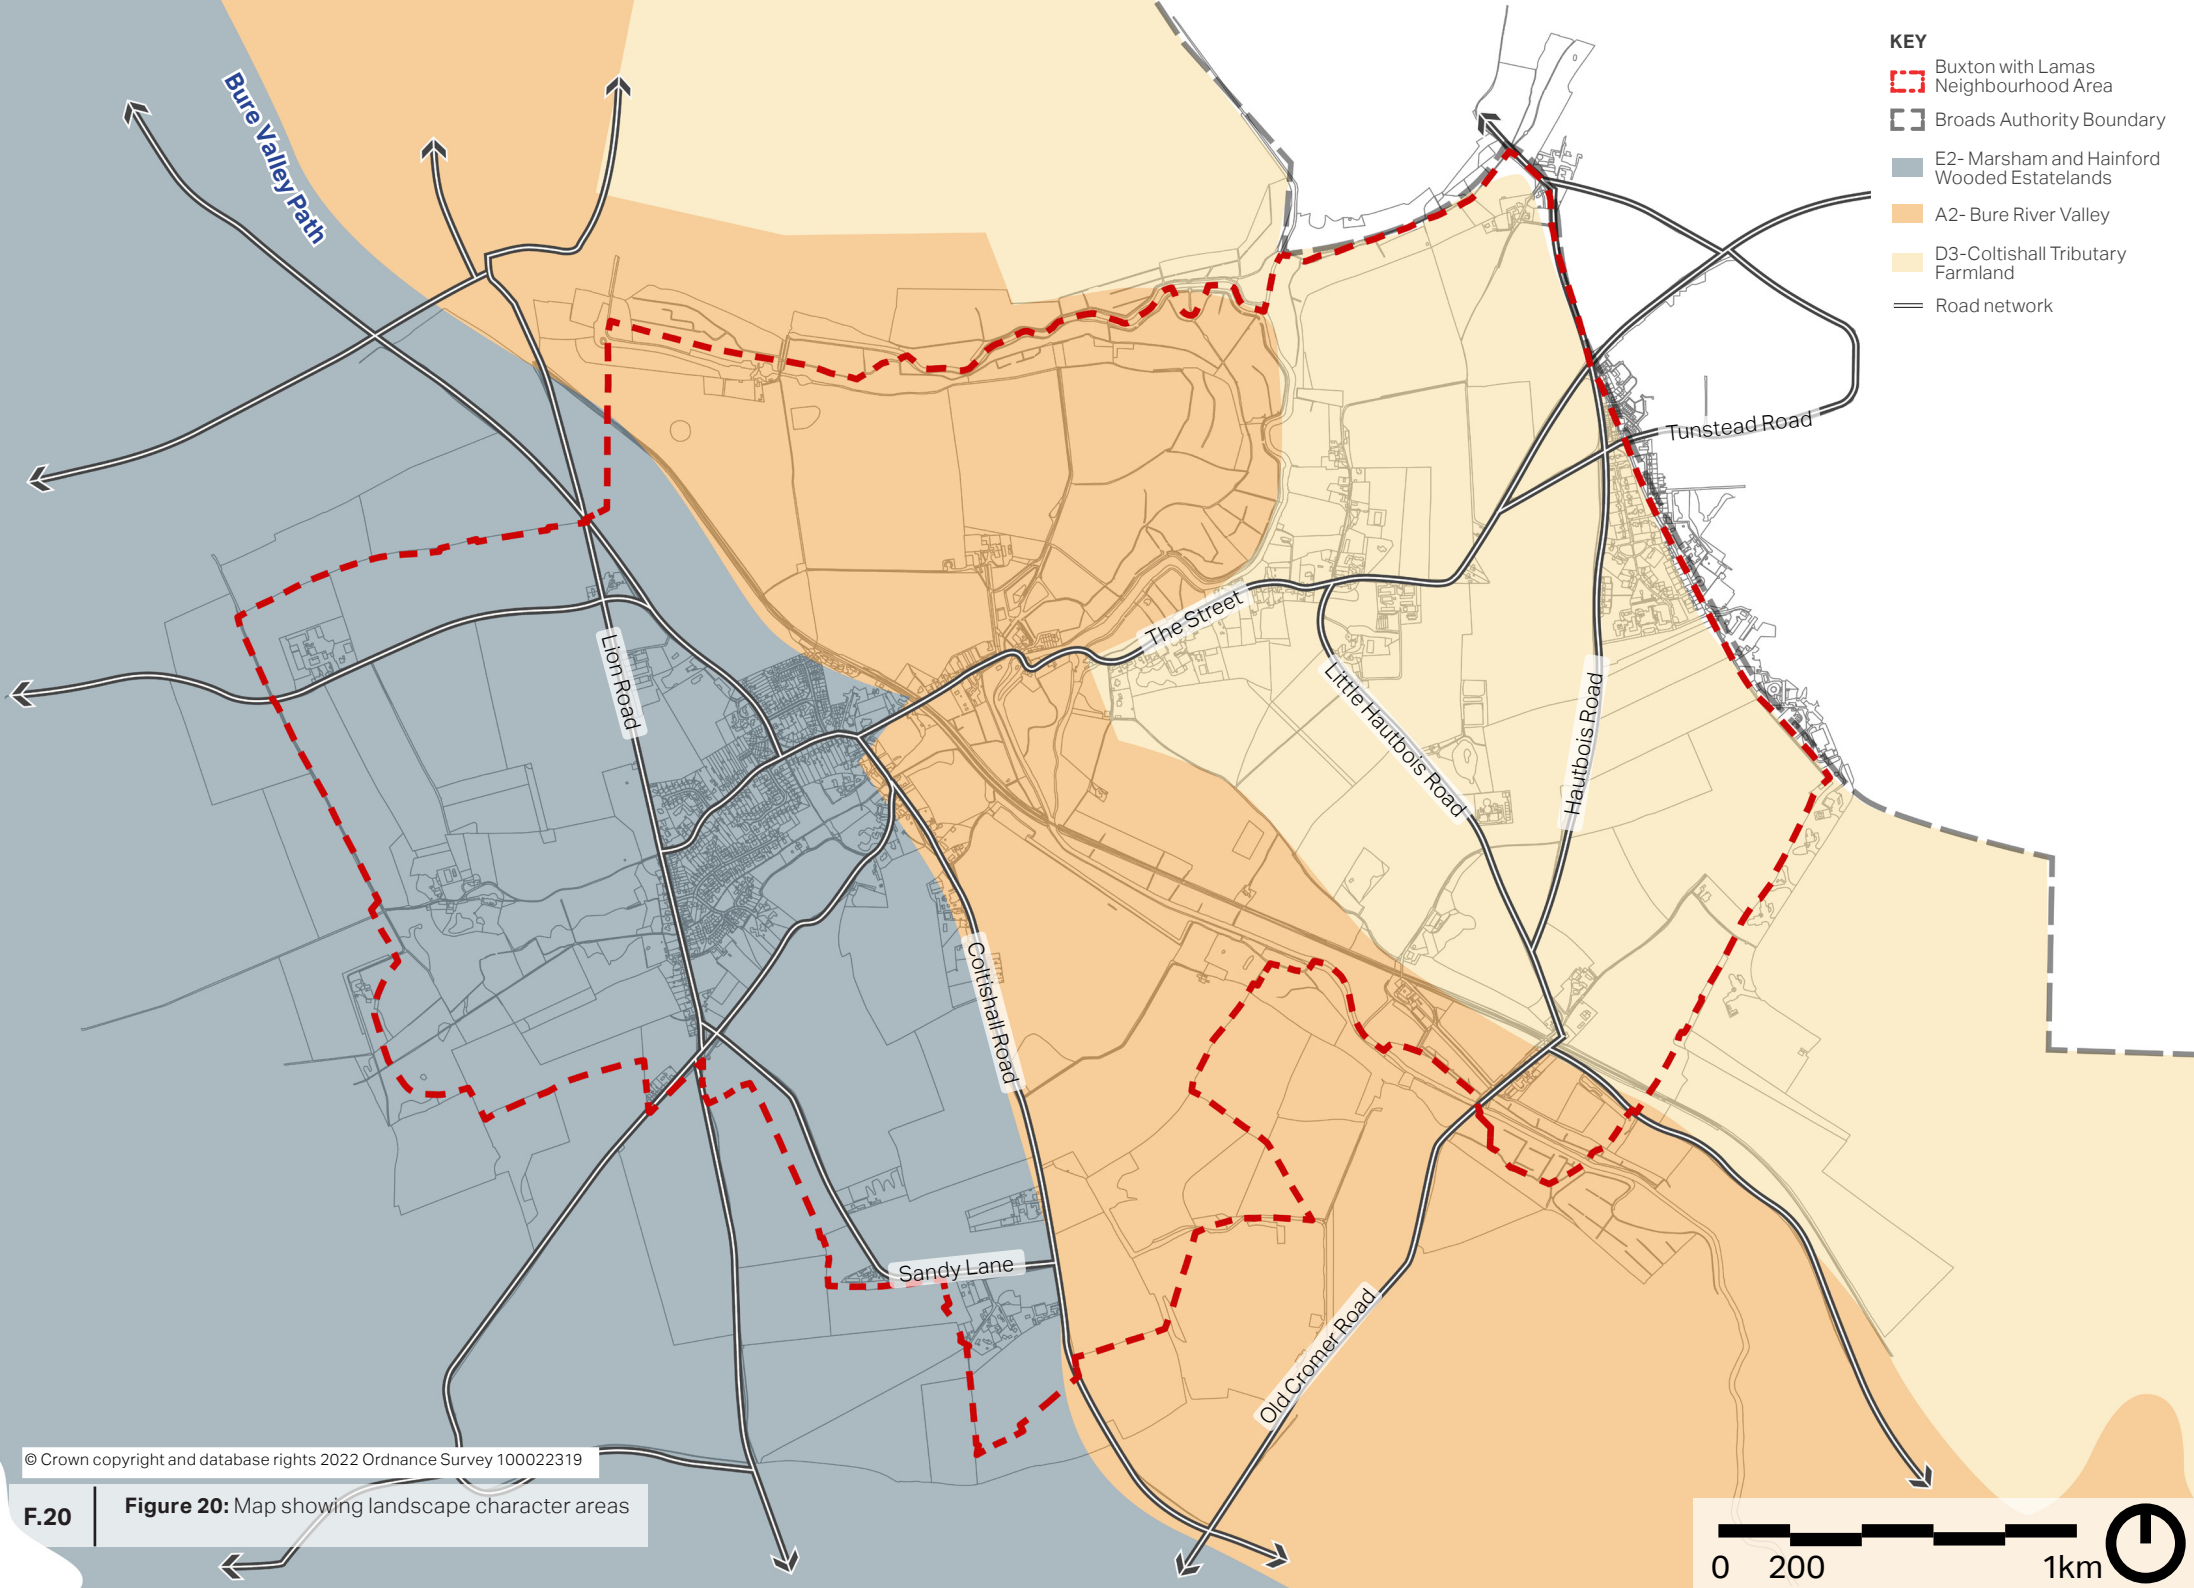 KEY
Buxton with Lamas
Neighbourhood Area
Broads Authority Boundary
E2- Marsham and Hainford
Wooded Estatelands
A2- Bure River Valley
D3-Coltishall Tributary
Farmland
Road network
Bure Valley Path
Tunstead Road
The Street
Lion Road
Little Hautbois Road
Hautbois Road
Coltishall Road
Sandy Lane
Old Cromer Road
© Crown copyright and database rights 2022 Ordnance Survey 100022319
F.20
Figure 20: Map showing landscape character areas
0 200 1km